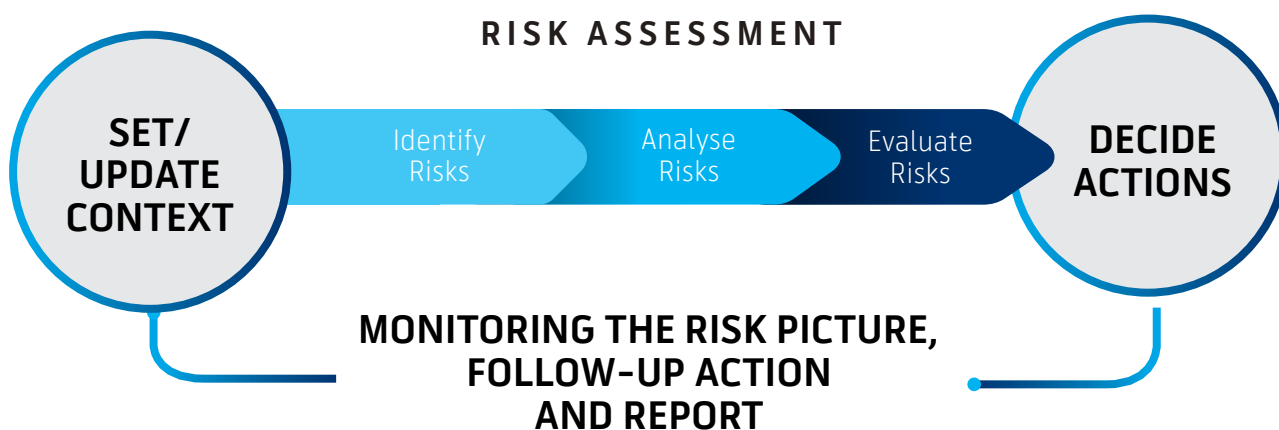 RISK ASSESSMENT
SET/
UPDATE
CONTEXT
Identify
Risks
Analyse
Risks
Evaluate
Risks
DECIDE
ACTIONS
MONITORING THE RISK PICTURE,
FOLLOW-UP ACTION
AND REPORT